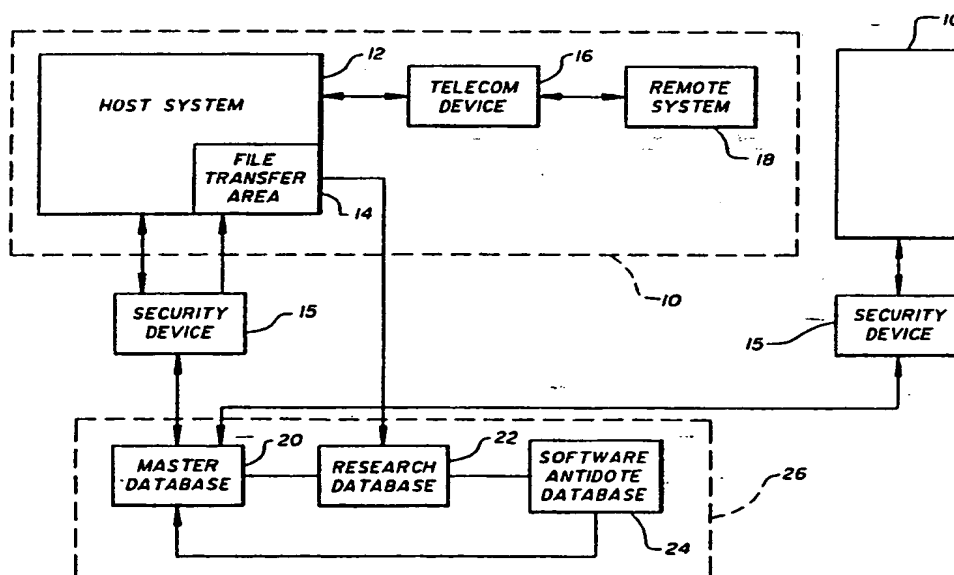 10
12
HOST SYSTEM
FILE
TRANSFER
AREA
14
TELECOM
DEVICE
16
REMOTE
SYSTEM
18
10
SECURITY
DEVICE
15
SECURITY
DEVICE
15
MASTER
DATABASE
20
RESEARCH
DATABASE
22
SOFTWARE
ANTIDOTE
DATABASE
24
26